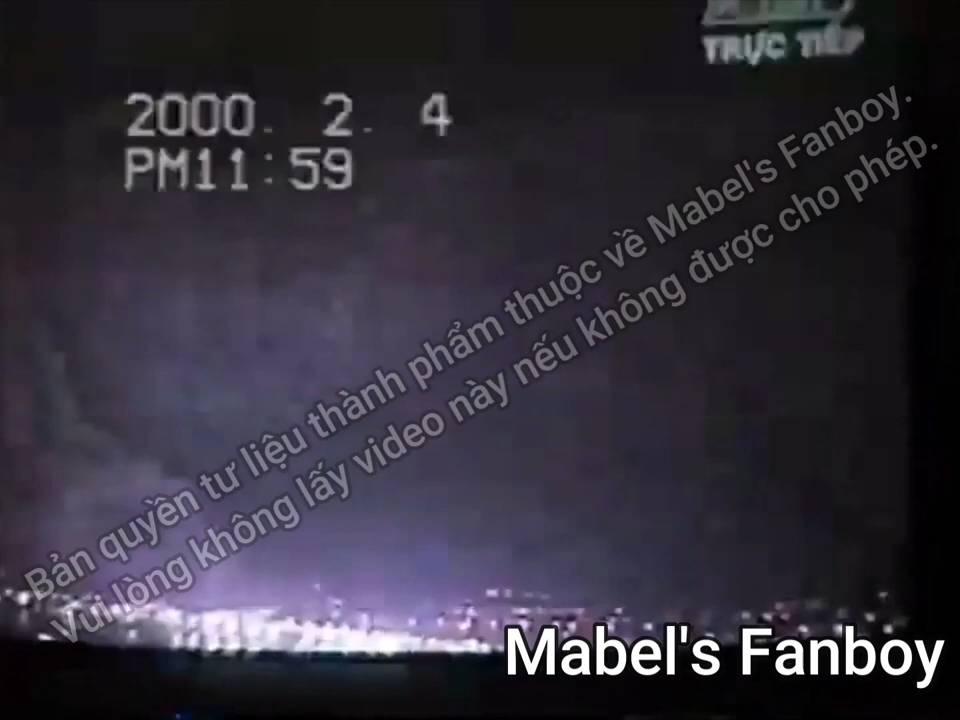 TRỰC TIẾP
2000. 2. 4
PM11:59
Bản quyền tư liệu thành phẩm thuộc về Mabel's Fanboy.
Vui lòng không lấy video này nếu không được cho phép.
Mabel's Fanboy